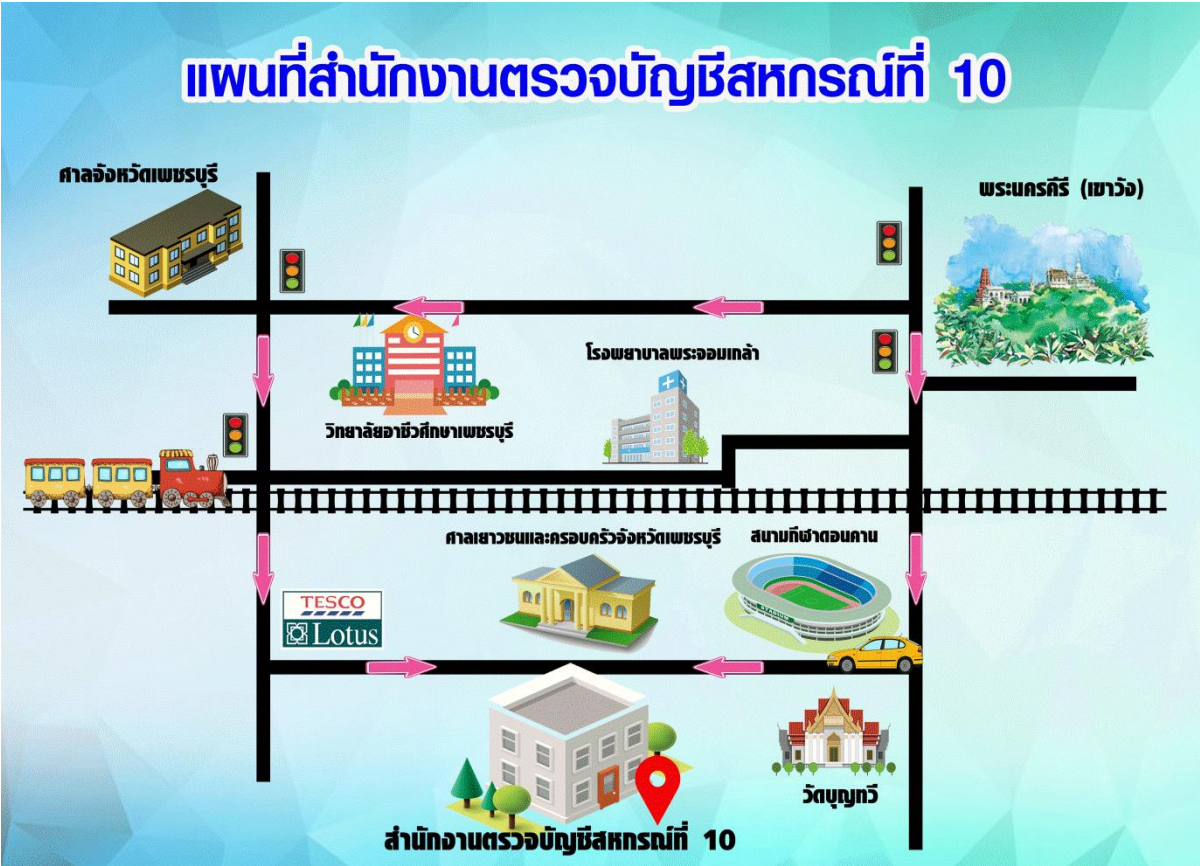 แผนที่สำนักงานตรวจบัญชีสหกรณ์ที่ 10
ศาลจังหวัดเพชรบุรี
พระนครคีรี (เขาวัง)
โรงพยาบาลพระจอมเกล้า
วิทยาลัยอาชีวศึกษาเพชรบุรี
ศาลเยาวชนและครอบครัวจังหวัดเพชรบุรี
สนามกีฬาดอนคาน
TESCO
Lotus
STADIUM
วัดบุญทวี
สำนักงานตรวจบัญชีสหกรณ์ที่ 10